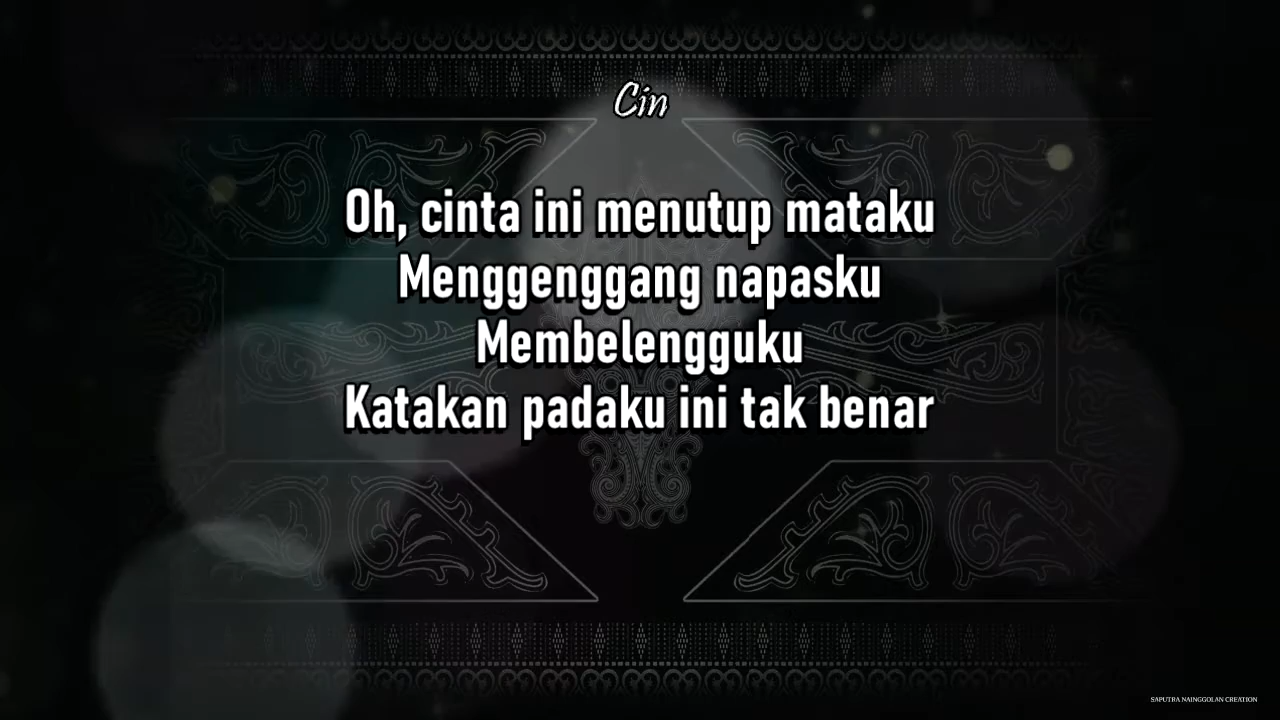 Cin
Oh, cinta ini menutup mataku
Menggenggang napasku
Membelengguku
Katakan padaku ini tak benar
SAPUTRA NAINGGOLAN CREATION